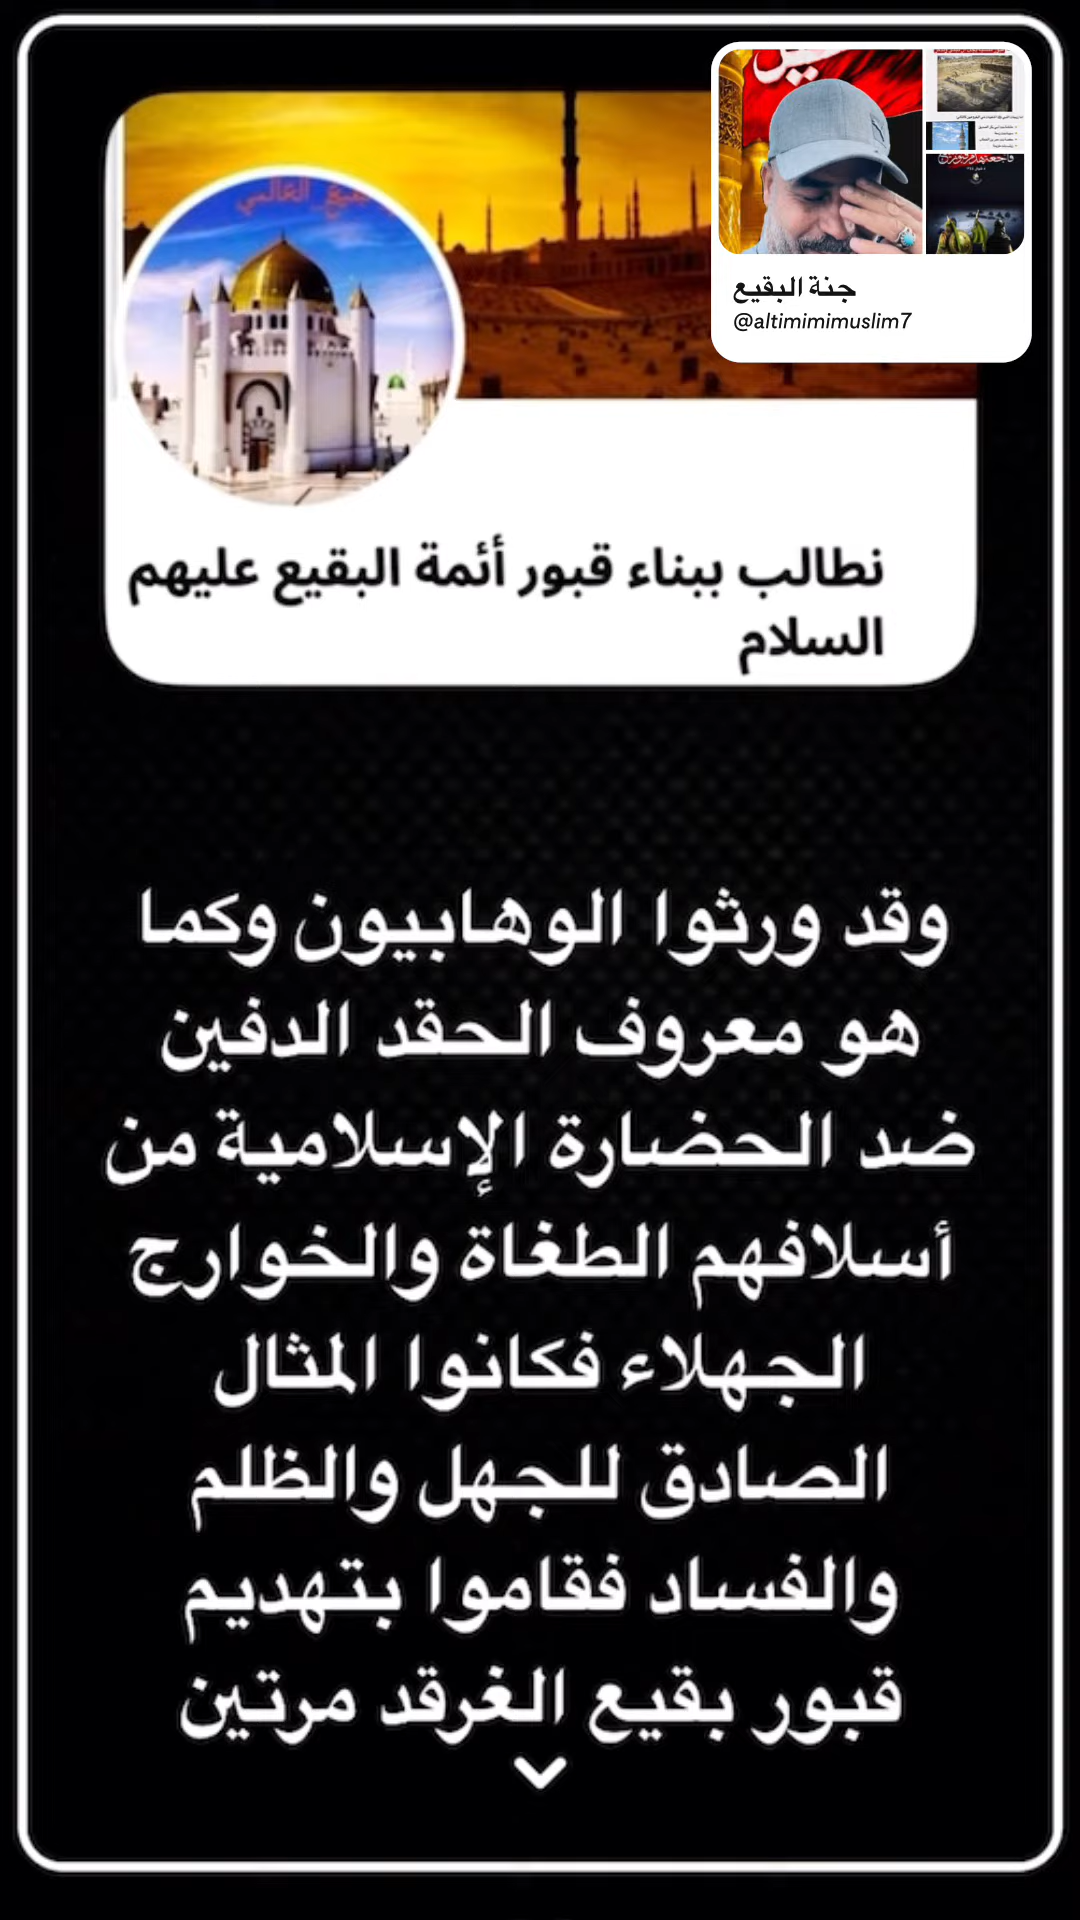 جنة البقيع
@altimimimuslim7
نطالب ببناء قبور أئمة البقيع عليهم
السلام
وقد ورثوا الوهابيون وكما
هو معروف الحقد الدفين
ضد الحضارة الإسلامية من
أسلافهم الطغاة والخوارج
الجهلاء فكانوا المثال
الصادق للجهل والظلم
والفساد فقاموا بتهديم
قبور بقيع الغرقد مرتين